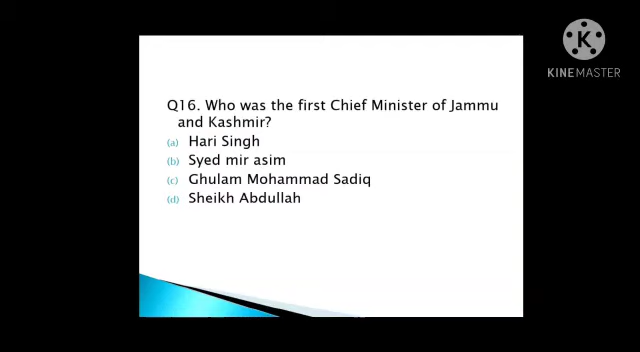 K
KINEMASTER
Q16. Who was the first Chief Minister of Jammu
and Kashmir?
(a) Hari Singh
(b) Syed mir asim
(c) Ghulam Mohammad Sadiq
(d) Sheikh Abdullah